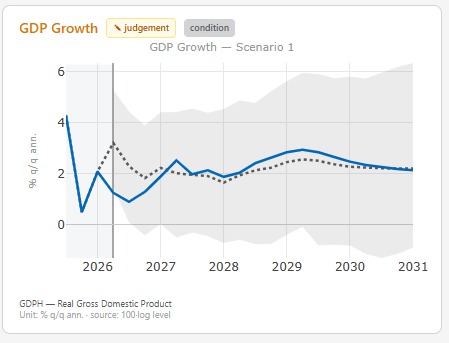 GDP Growth judgement condition
GDP Growth — Scenario 1
% q/q ann.
6
4
2
0
2026 2027 2028 2029 2030 2031
GDPH — Real Gross Domestic Product
Unit: % q/q ann. · source: 100·log level